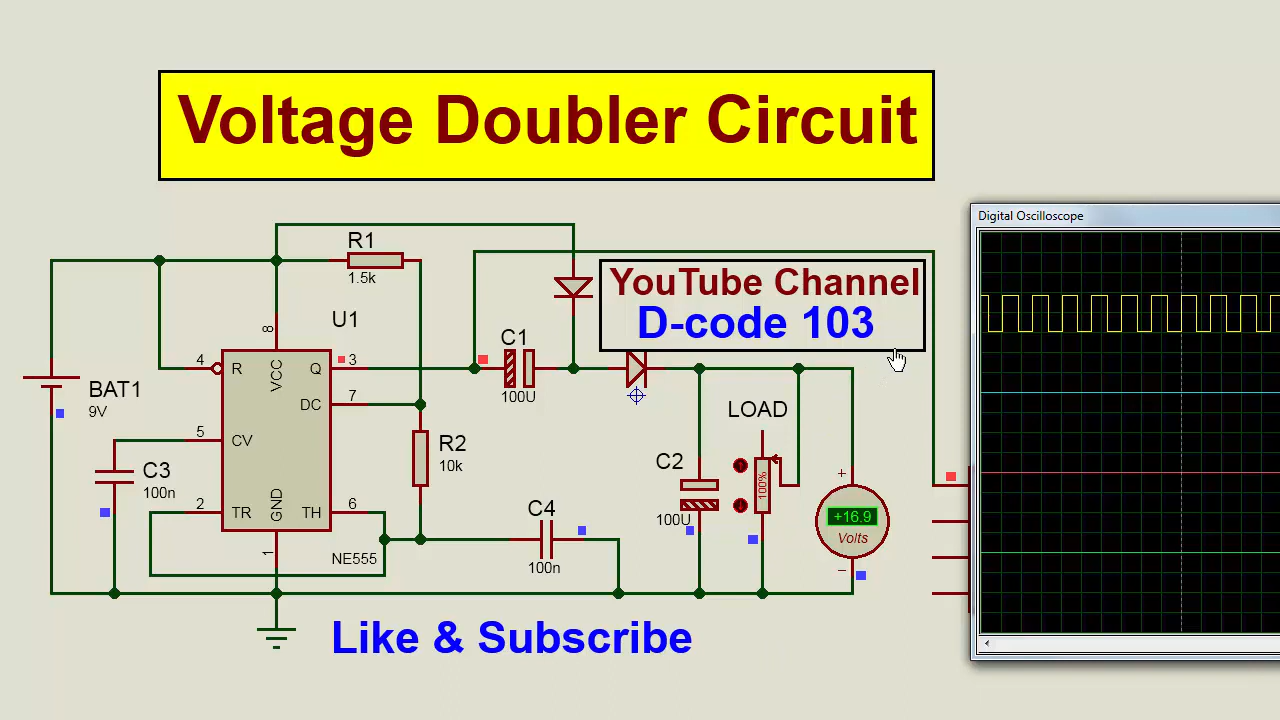 Voltage Doubler Circuit
Digital Oscilloscope
R1
1.5k
YouTube Channel
D-code 103
U1
8
VCC
4
R
Q
3
C1
100U
7
DC
BAT1
9V
5
CV
R2
10k
LOAD
C3
100n
C2
100U
100%
2
TR
GND
TH
6
C4
100n
+
+16.9
Volts
−
1
NE555
Like & Subscribe